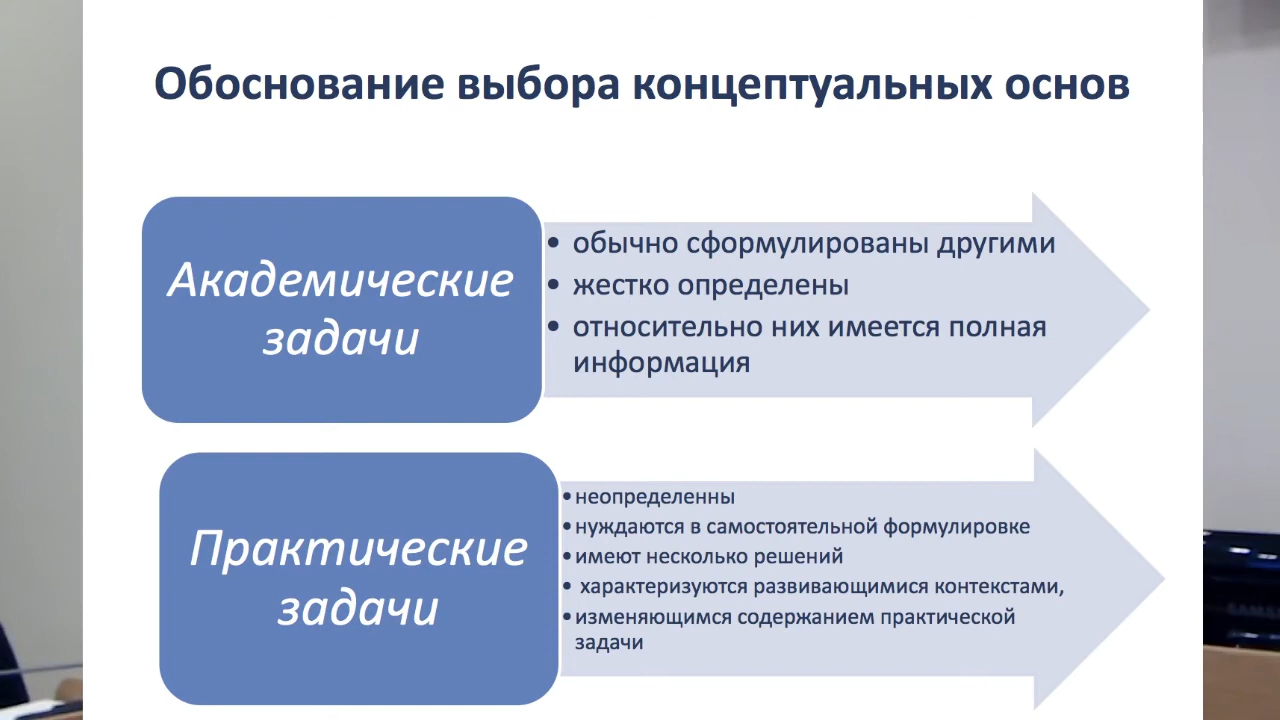 Обоснование выбора концептуальных основ
Академические
задачи
• обычно сформулированы другими
• жестко определены
• относительно них имеется полная
информация
Практические
задачи
• неопределенны
• нуждаются в самостоятельной формулировке
• имеют несколько решений
• характеризуются развивающимися контекстами,
• изменяющимся содержанием практической
задачи